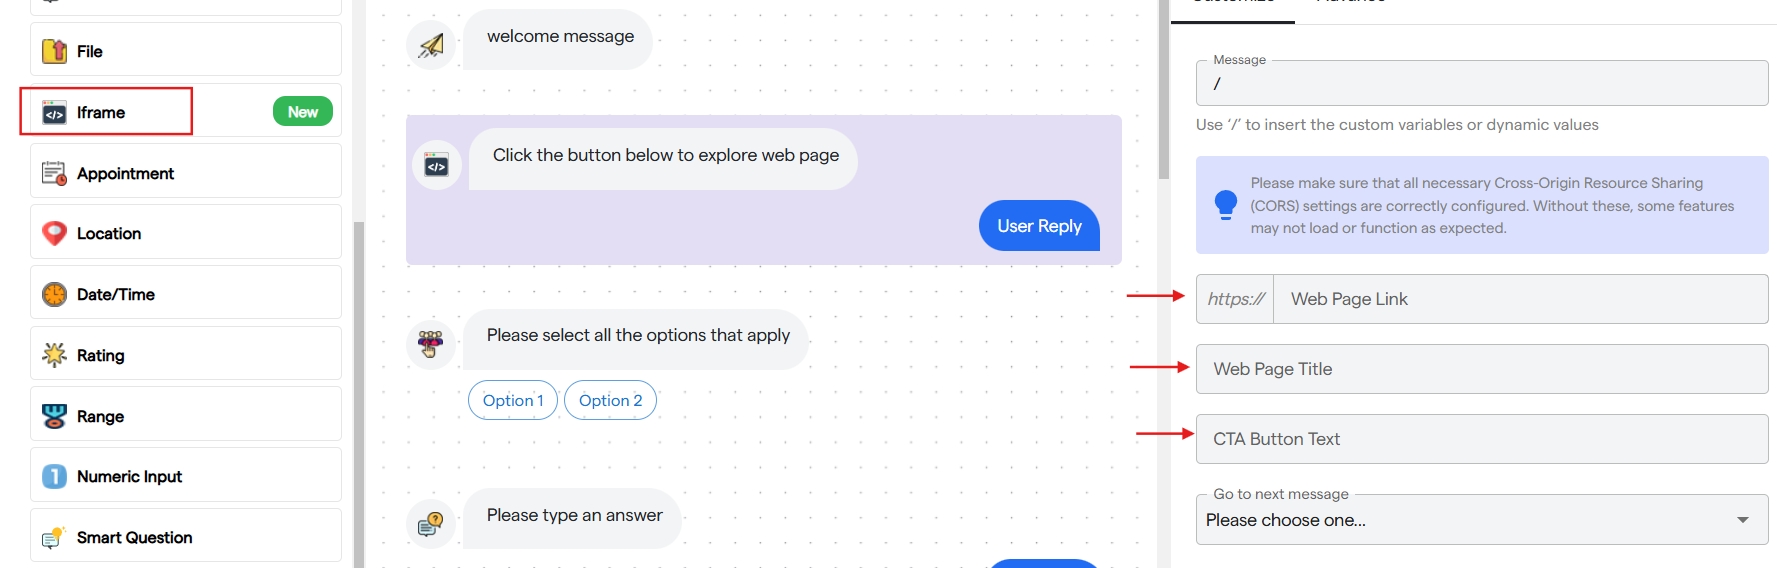 File
Iframe
New
Appointment
Location
Date/Time
Rating
Range
1
Numeric Input
Smart Question
welcome message
Click the button below to explore web page
User Reply
Please select all the options that apply
Option 1
Option 2
Please type an answer
Customize
Advance
Message
/
Use ‘/’ to insert the custom variables or dynamic values
Please make sure that all necessary Cross-Origin Resource Sharing
(CORS) settings are correctly configured. Without these, some features
may not load or function as expected.
https://
Web Page Link
Web Page Title
CTA Button Text
Go to next message
Please choose one...